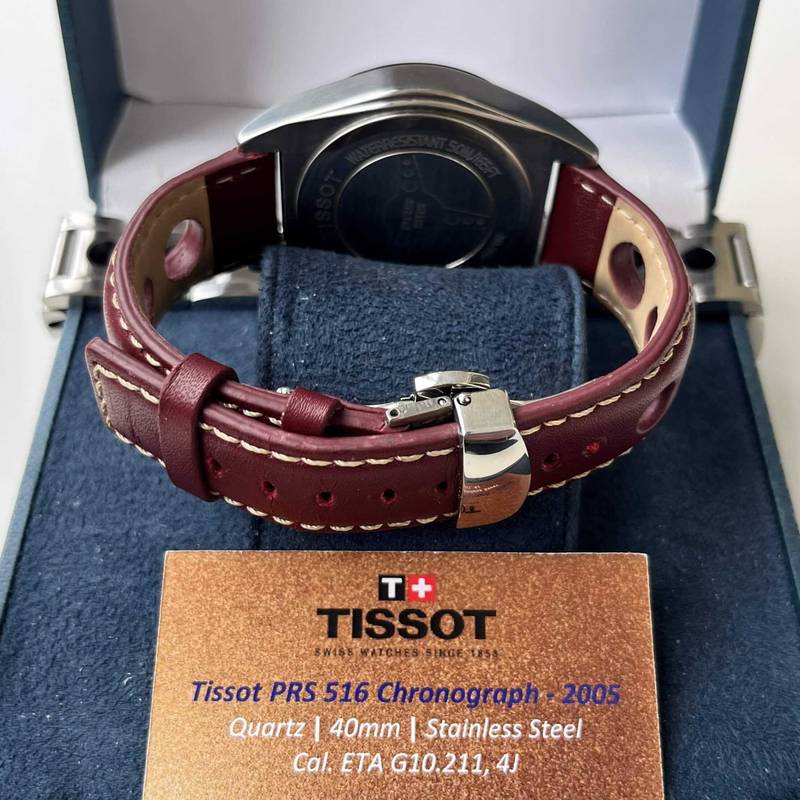 WATERRESISTANT 50M/165FT
TISSOT
T+
TISSOT
SWISS WATCHES SINCE 1853
Tissot PRS 516 Chronograph - 2005
Quartz | 40mm | Stainless Steel
Cal. ETA G10.211, 4J